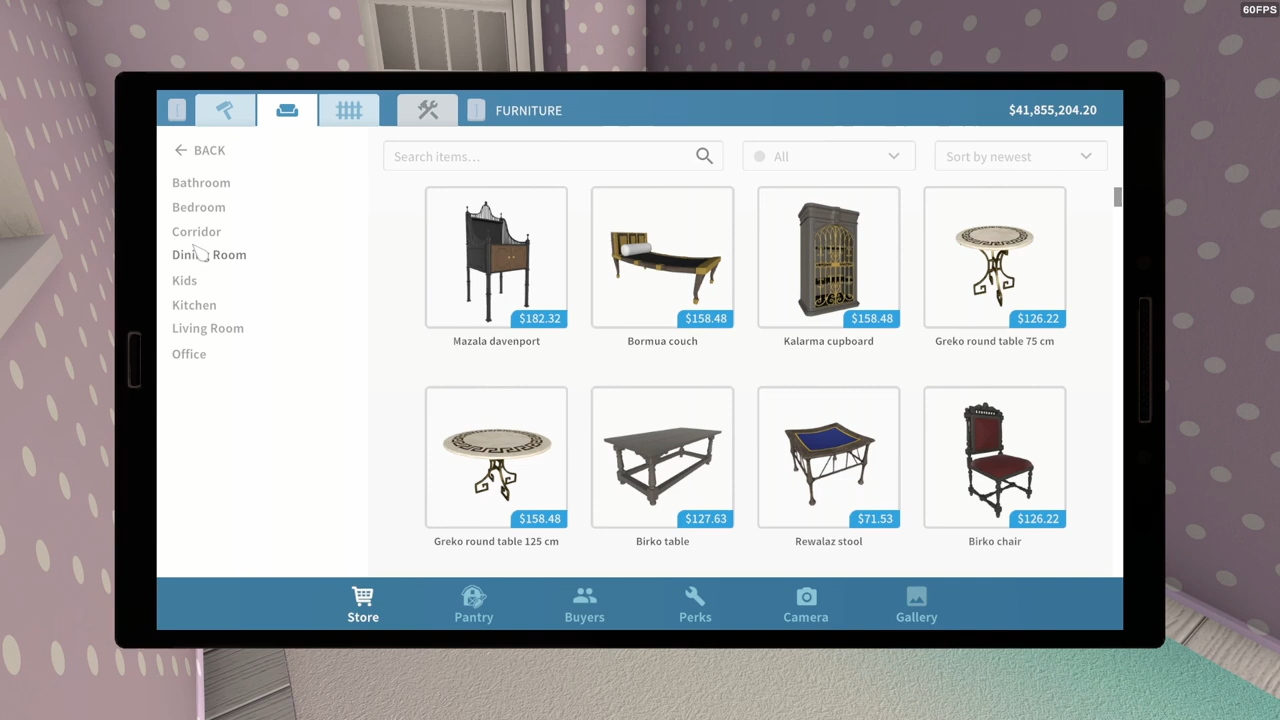 60FPS
FURNITURE
$41,855,204.20
BACK
Search items...
All
Sort by newest
Bathroom
Bedroom
Corridor
Dining Room
Kids
Kitchen
Living Room
Office
$182.32
$158.48
$158.48
$126.22
Mazala davenport
Bormua couch
Kalarma cupboard
Greko round table 75 cm
$158.48
$127.63
$71.53
$126.22
Greko round table 125 cm
Birko table
Rewalaz stool
Birko chair
Store
Pantry
Buyers
Perks
Camera
Gallery